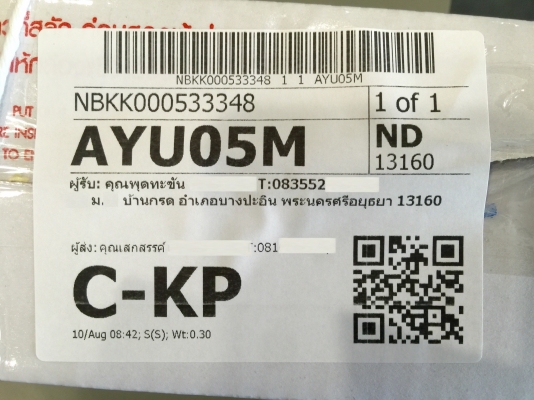 NBKK000533348 1 1 AYU05M
NBKK000533348
1 of 1
AYU05M
ND
13160
ผู้รับ: คุณพุดทะขัน T:083552
ม. บ้านกรด อำเภอบางปะอิน พระนครศรีอยุธยา 13160
ผู้ส่ง: คุณเสกสรรค์ T:081
C-KP
10/Aug 08:42; S(S); Wt:0.30
PUT
TO